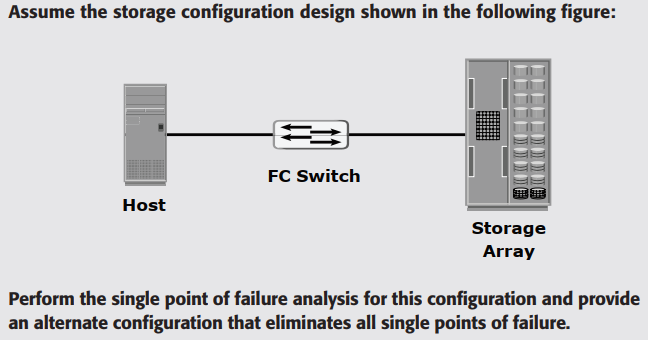 Assume the storage configuration design shown in the following figure:
FC Switch
Host
Storage
Array
Perform the single point of failure analysis for this configuration and provide
an alternate configuration that eliminates all single points of failure.